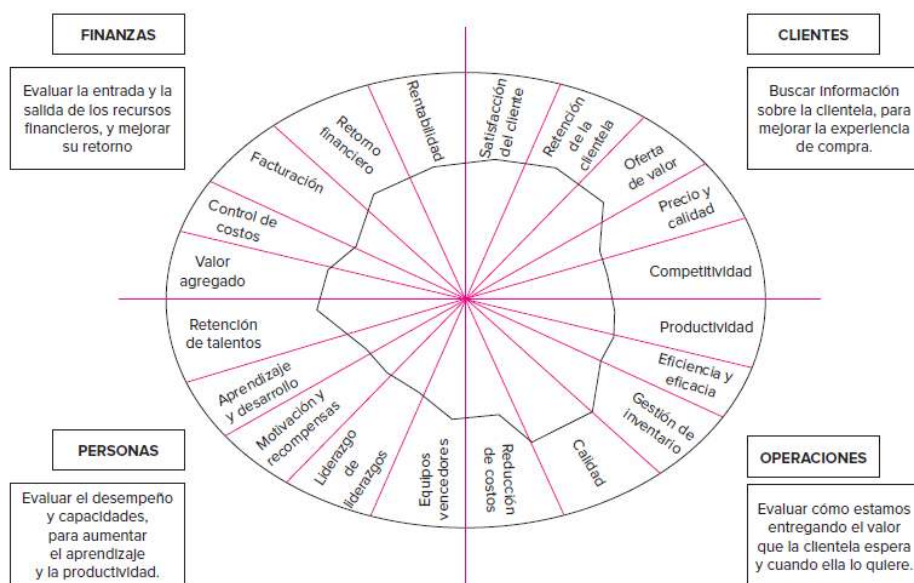 FINANZAS
Evaluar la entrada y la
salida de los recursos
financieros, y mejorar
su retorno
CLIENTES
Buscar información
sobre la clientela, para
mejorar la experiencia
de compra.
Rentabilidad
Retorno
financiero
Facturación
Control de
costos
Valor
agregado
Satisfacción
del cliente
Retención
de la
clientela
Oferta
de valor
Precio y
calidad
Competitividad
Retención
de talentos
Aprendizaje
y desarrollo
Motivación y
recompensas
Liderazgo
de
liderazgos
Equipos
vencedores
Productividad
Eficiencia y
eficacia
Gestión de
inventario
Calidad
Reducción
de costos
PERSONAS
Evaluar el desempeño
y capacidades,
para aumentar
el aprendizaje
y la productividad.
OPERACIONES
Evaluar cómo estamos
entregando el valor
que la clientela espera
y cuando ella lo quiere.